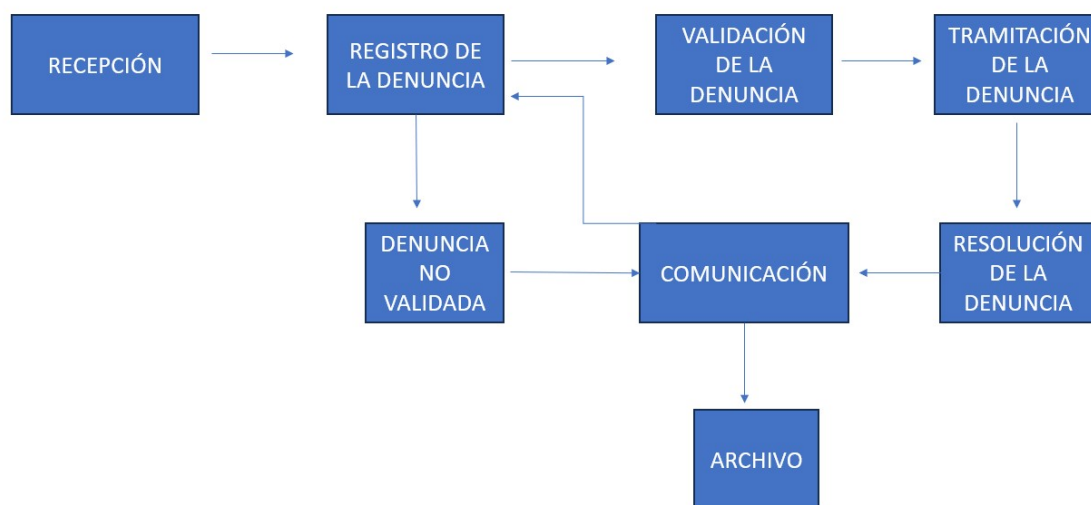 RECEPCIÓN
REGISTRO DE
LA DENUNCIA
VALIDACIÓN
DE LA
DENUNCIA
TRAMITACIÓN
DE LA
DENUNCIA
DENUNCIA
NO
VALIDADA
COMUNICACIÓN
RESOLUCIÓN
DE LA
DENUNCIA
ARCHIVO